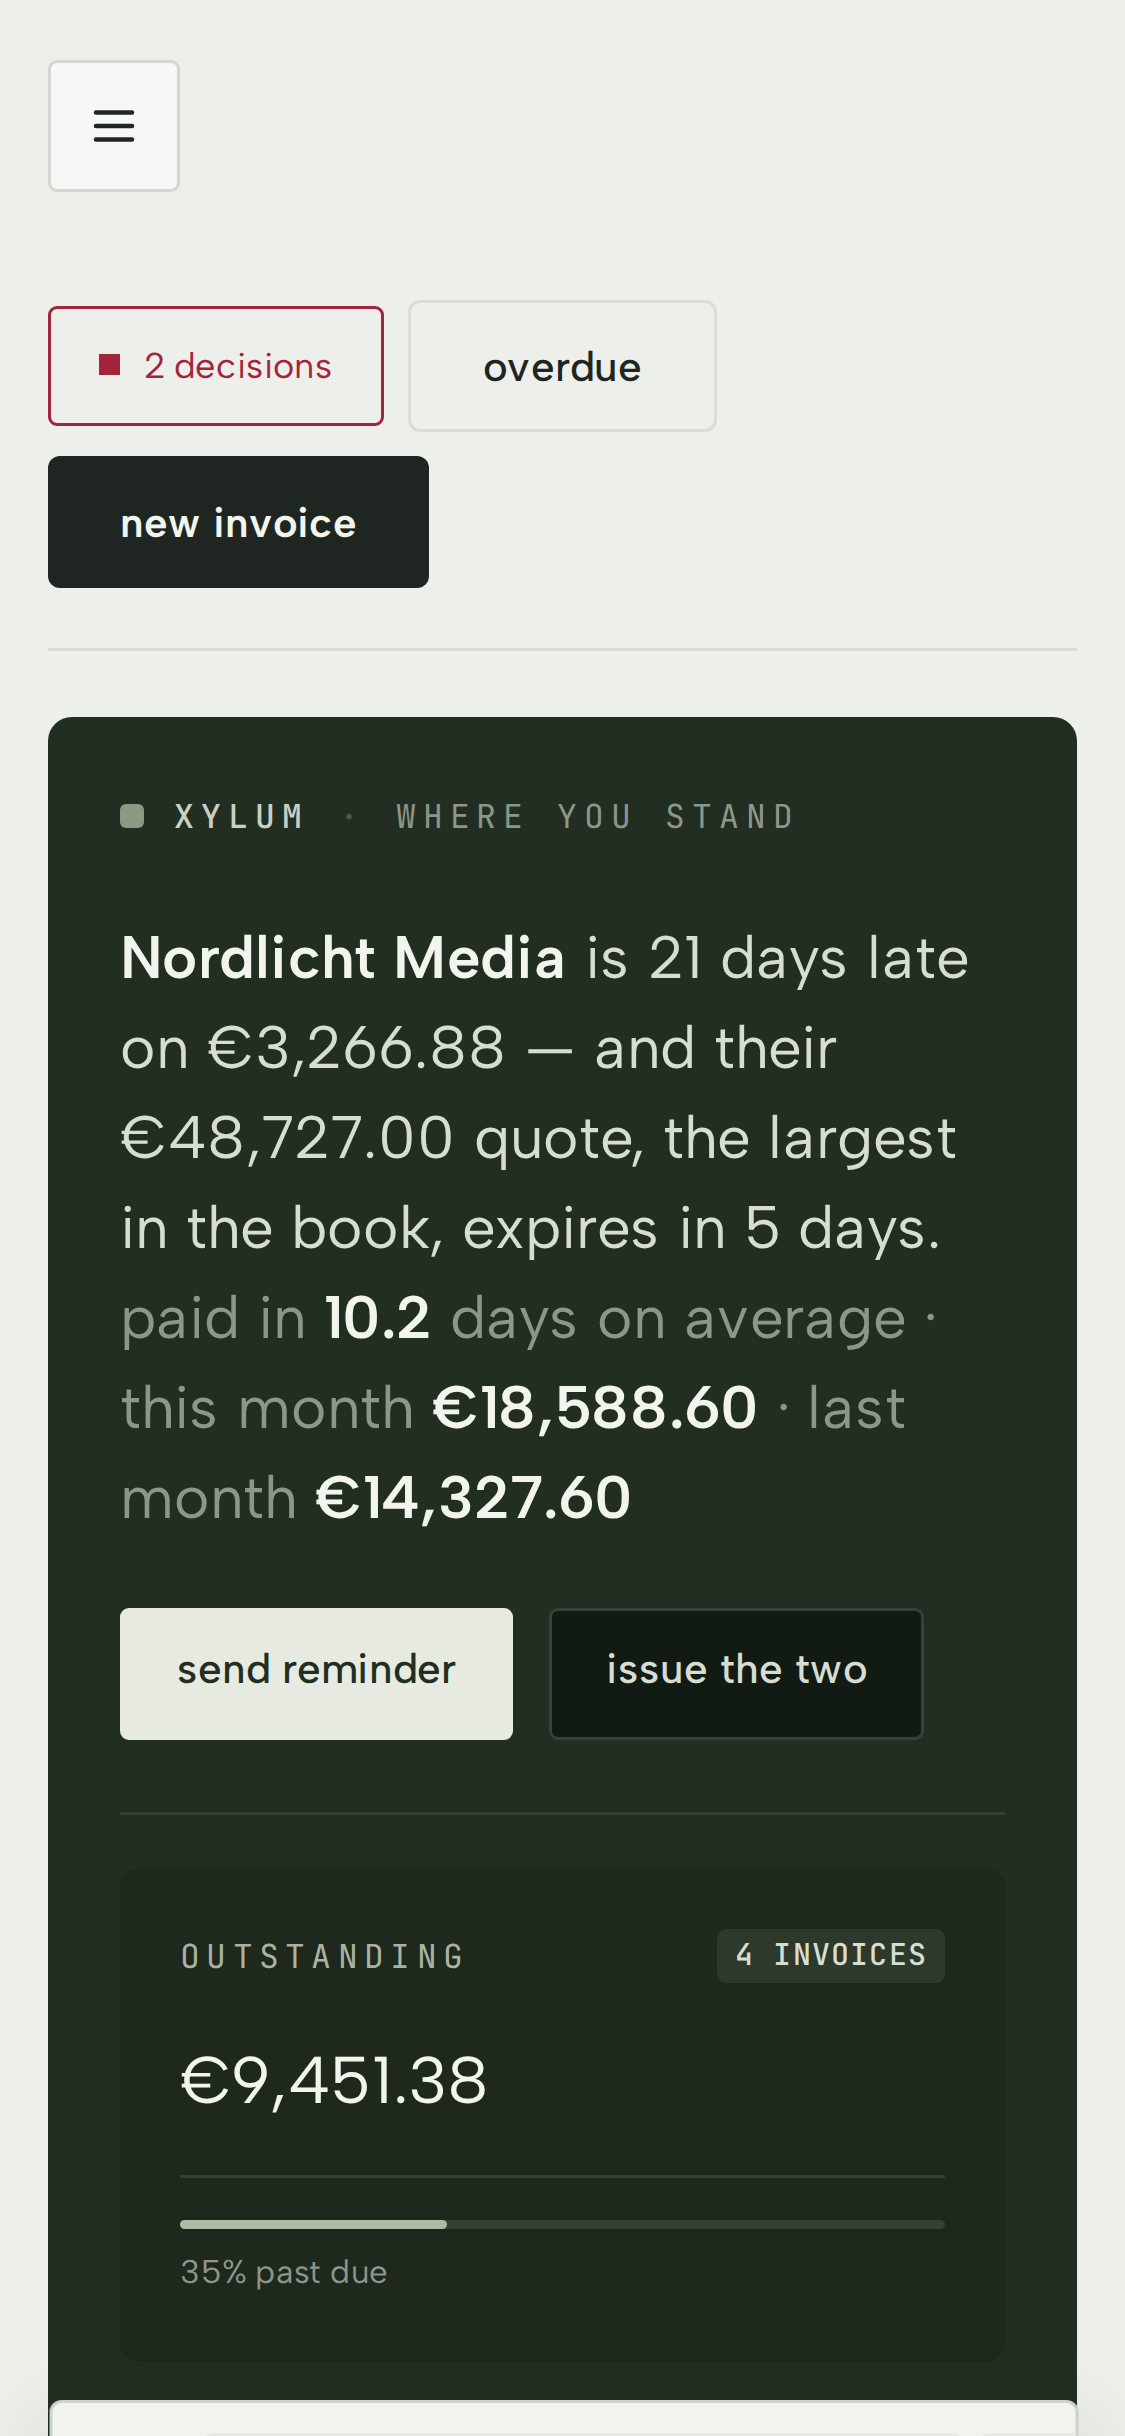 2 decisions
overdue
new invoice
XYLUM · WHERE YOU STAND
Nordlicht Media is 21 days late
on €3,266.88 — and their
€48,727.00 quote, the largest
in the book, expires in 5 days.
paid in 10.2 days on average ·
this month €18,588.60 · last
month €14,327.60
send reminder
issue the two
OUTSTANDING
4 INVOICES
€9,451.38
35% past due